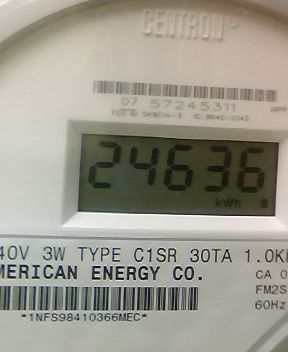 CENTRON
07 57245311
24636
kWh
40V 3W TYPE C1SR 30TA 1.0K
MERICAN ENERGY CO.
CA 0
FM2S
60Hz
*1NFS98410366MEC*